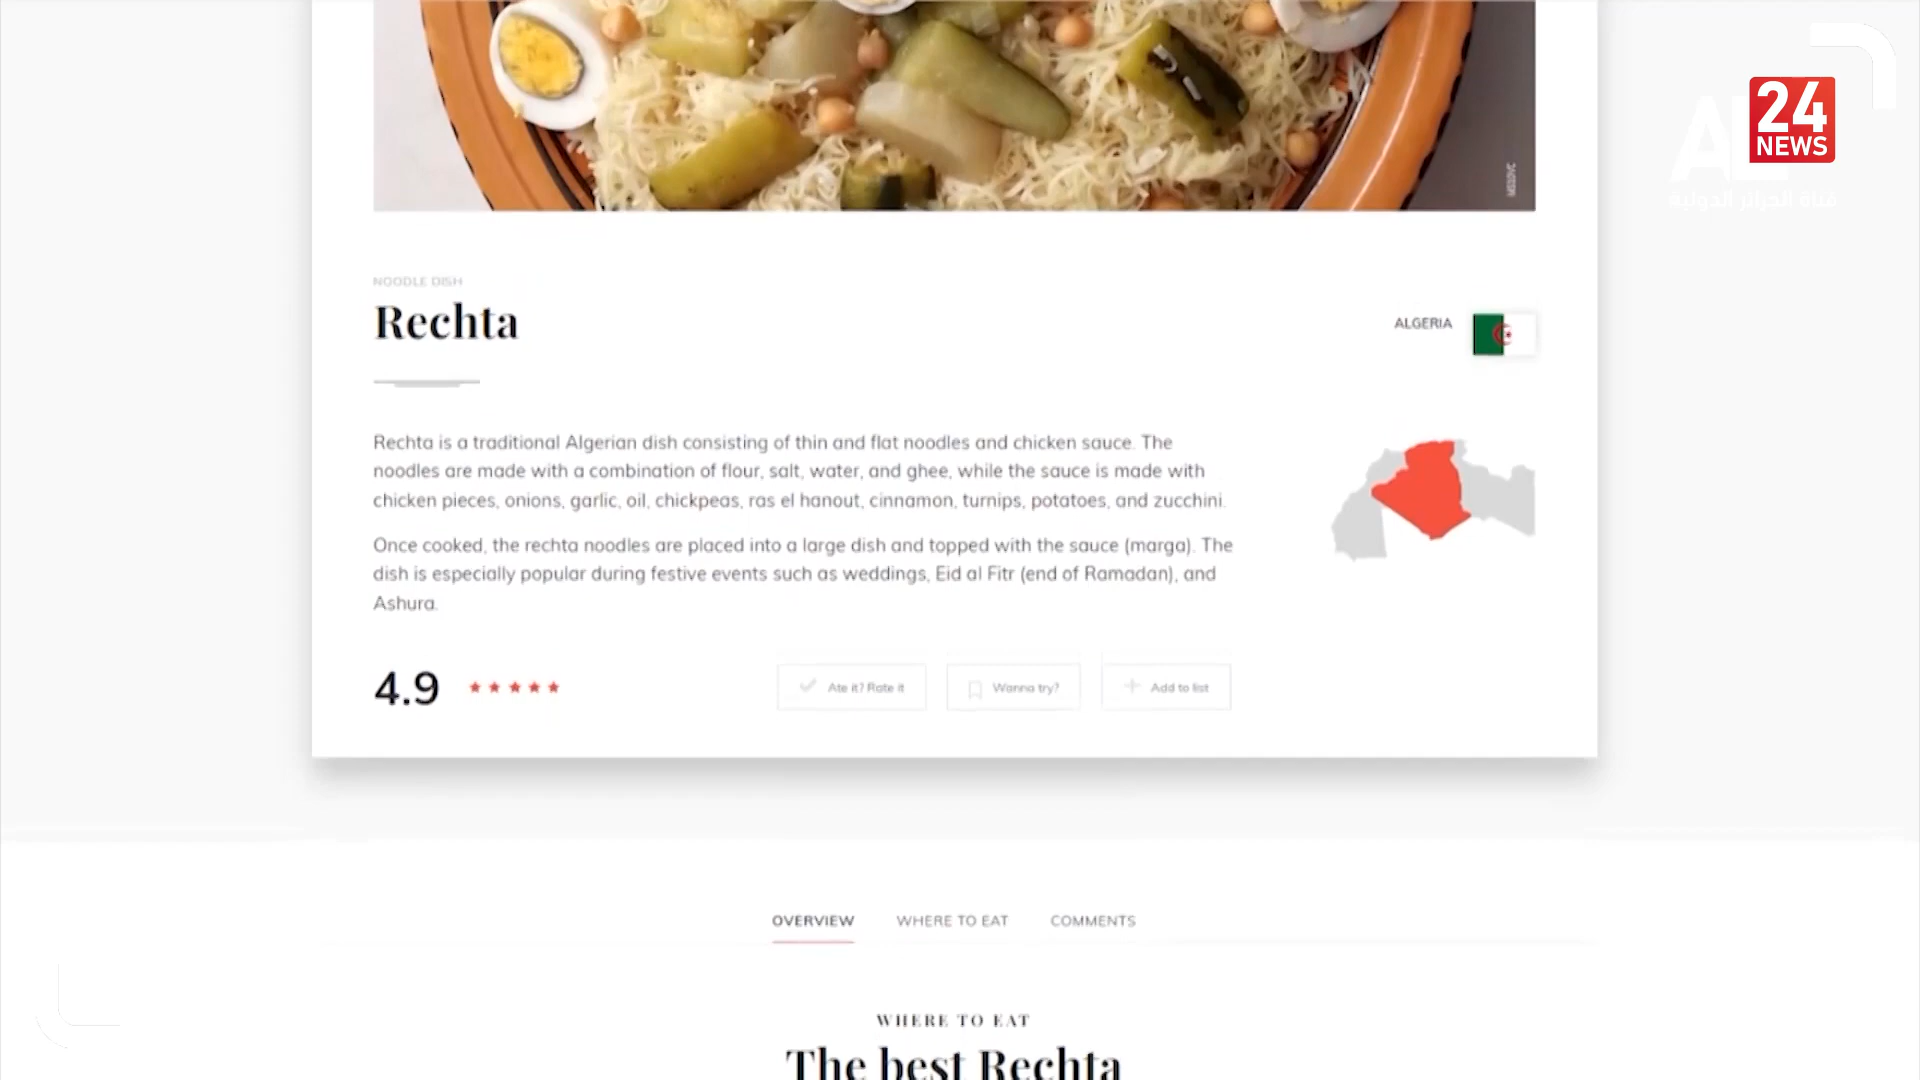 AL
24
NEWS
قناة الجزائر الدولية
NOODLE DISH
Rechta
ALGERIA
Rechta is a traditional Algerian dish consisting of thin and flat noodles and chicken sauce. The
noodles are made with a combination of flour, salt, water, and ghee, while the sauce is made with
chicken pieces, onions, garlic, oil, chickpeas, ras el hanout, cinnamon, turnips, potatoes, and zucchini.
Once cooked, the rechta noodles are placed into a large dish and topped with the sauce (marga). The
dish is especially popular during festive events such as weddings, Eid al Fitr (end of Ramadan), and
Ashura.
4.9
Ate it? Rate it
Wanna try?
Add to list
OVERVIEW
WHERE TO EAT
COMMENTS
WHERE TO EAT
The best Rechta